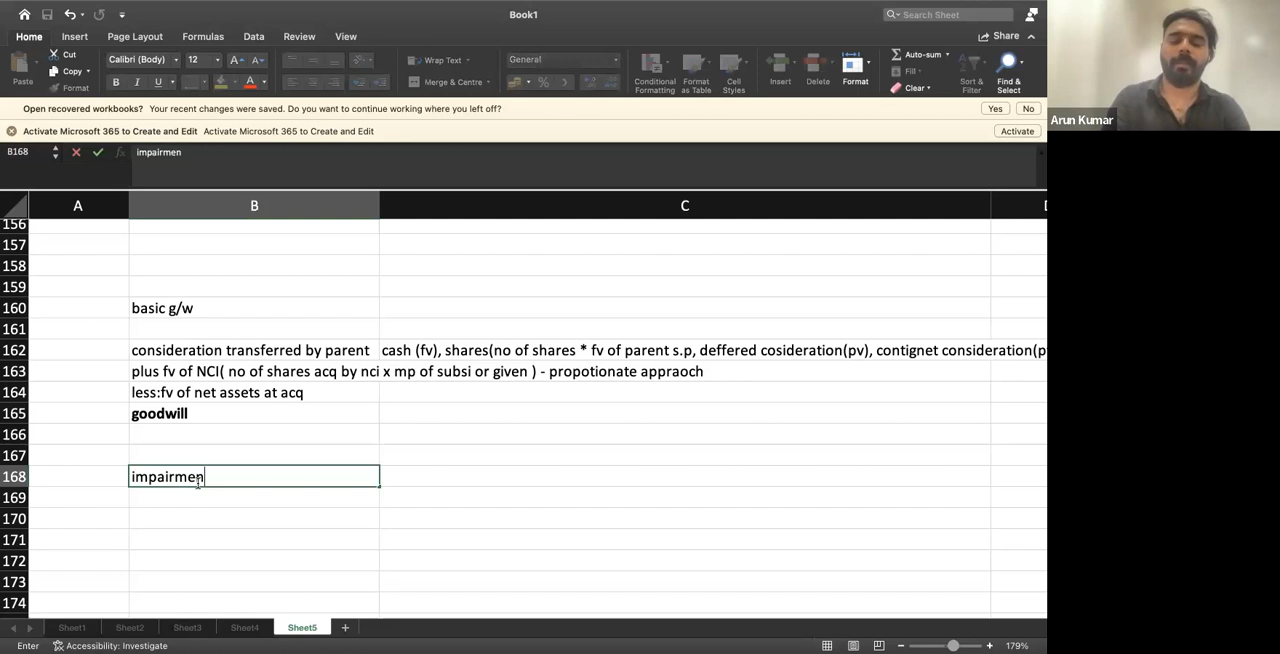 Book1
Search Sheet
Home Insert Page Layout Formulas Data Review View
Share
Paste
Cut
Copy
Format
Calibri (Body) 12
B I U
Wrap Text
Merge & Centre
General
Conditional Formatting
Format as Table
Cell Styles
Insert
Delete
Format
Auto-sum
Fill
Clear
Sort & Filter
Find & Select
Open recovered workbooks? Your recent changes were saved. Do you want to continue working where you left off? Yes No
Activate Microsoft 365 to Create and Edit Activate Microsoft 365 to Create and Edit Activate
Arun Kumar
B168 fx impairmen
A B C
156
157
158
159
160 basic g/w
161
162 consideration transferred by parent cash (fv), shares(no of shares * fv of parent s.p, deffered cosideration(pv), contignet consideration(p
163 plus fv of NCI( no of shares acq by nci x mp of subsi or given ) - propotionate appraoch
164 less:fv of net assets at acq
165 goodwill
166
167
168 impairmen
169
170
171
172
173
174
Sheet1 Sheet2 Sheet3 Sheet4 Sheet5 +
Enter Accessibility: Investigate 179%